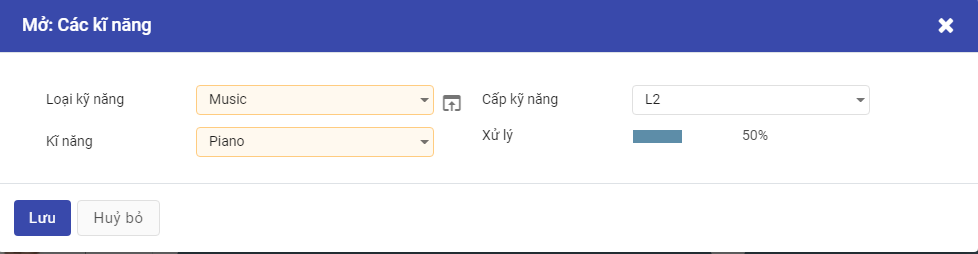 Mở: Các kĩ năng
Loại kỹ năng
Music
Kĩ năng
Piano
Cấp kỹ năng
L2
Xử lý
50%
Lưu
Huỷ bỏ